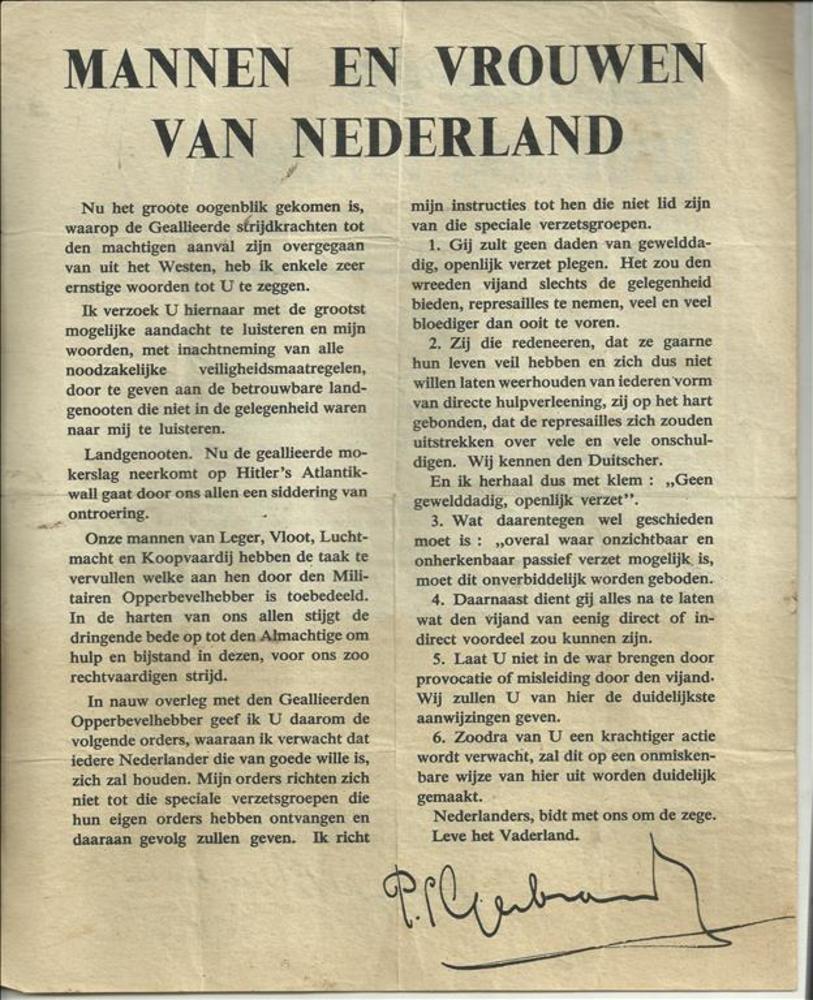 MANNEN EN VROUWEN
VAN NEDERLAND
Nu het groote oogenblik gekomen is,
waarop de Geallieerde strijdkrachten tot
den machtigen aanval zijn overgegaan
van uit het Westen, heb ik enkele zeer
ernstige woorden tot U te zeggen.
Ik verzoek U hiernaar met de grootst
mogelijke aandacht te luisteren en mijn
woorden, met inachtneming van alle
noodzakelijke veiligheidsmaatregelen,
door te geven aan de betrouwbare land-
genooten die niet in de gelegenheid waren
naar mij te luisteren.
Landgenooten. Nu de geallieerde mo-
kerslag neerkomt op Hitler's Atlantik-
wall gaat door ons allen een siddering van
ontroering.
Onze mannen van Leger, Vloot, Lucht-
macht en Koopvaardij hebben de taak te
vervullen welke aan hen door den Mili-
tairen Opperbevelhebber is toebedeeld.
In de harten van ons allen stijgt de
dringende bede op tot den Almachtige om
hulp en bijstand in dezen, voor ons zoo
rechtvaardigen strijd.
In nauw overleg met den Geallieerden
Opperbevelhebber geef ik U daarom de
volgende orders, waaraan ik verwacht dat
iedere Nederlander die van goede wille is,
zich zal houden. Mijn orders richten zich
niet tot die speciale verzetsgroepen die
hun eigen orders hebben ontvangen en
daaraan gevolg zullen geven. Ik richt
mijn instructies tot hen die niet lid zijn
van die speciale verzetsgroepen.
1. Gij zult geen daden van gewelda-
dig, openlijk verzet plegen. Het zou den
wreeden vijand slechts de gelegenheid
bieden, represailles te nemen, veel en veel
bloediger dan ooit te voren.
2. Zij die redeneeren, dat ze gaarne
hun leven veil hebben en zich dus niet
willen laten weerhouden van iederen vorm
van directe hulpverleening, zij op het hart
gebonden, dat de represailles zich zouden
uitstrekken over vele en vele onschul-
digen. Wij kennen den Duitscher.
En ik herhaal dus met klem : „Geen
gewelddadig, openlijk verzet".
3. Wat daarentegen wel geschieden
moet is : „overal waar onzichtbaar en
onherkenbaar passief verzet mogelijk is,
moet dit onverbiddelijk worden geboden.
4. Daarnaast dient gij alles na te laten
wat den vijand van eenig direct of in-
direct voordeel zou kunnen zijn.
5. Laat U niet in de war brengen door
provocatie of misleiding door den vijand.
Wij zullen U van hier de duidelijkste
aanwijzingen geven.
6. Zoodra van U een krachtiger actie
wordt verwacht, zal dit op een onmisken-
bare wijze van hier uit worden duidelijk
gemaakt.
Nederlanders, bidt met ons om de zege.
Leve het Vaderland.
P.S. Gerbrandy